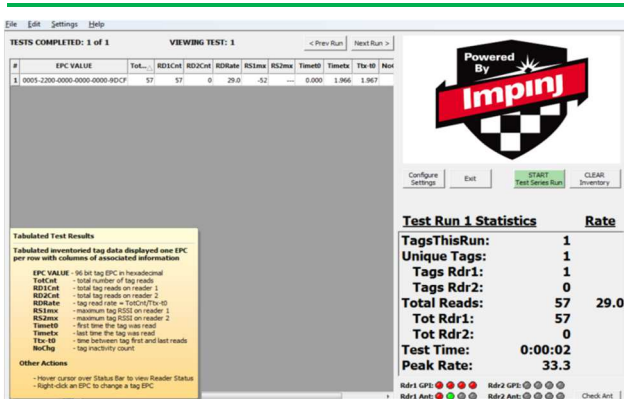 File Edit Settings Help
TESTS COMPLETED: 1 of 1 VIEWING TEST: 1 < Prev Run Next Run >
# EPC VALUE Tot... RD1Cnt RD2Cnt RDRate RS1mx RS2mx Timet0 Timetx Ttx-t0 NoC
1 0005-2200-0000-0000-0000-9DCF 57 57 0 29.0 -52 --- 0.000 1.966 1.967
Powered
By
Impinj
Configure Settings Exit START Test Series Run CLEAR Inventory
Tabulated Test Results
Tabulated inventoried tag data displayed one EPC
per row with columns of associated information
EPC VALUE - 96 bit tag EPC in hexadecimal
TotCnt - total number of tag reads
RD1Cnt - total tag reads on reader 1
RD2Cnt - total tag reads on reader 2
RDRate - tag read rate = TotCnt/Ttx-t0
RS1mx - maximum tag RSSI on reader 1
RS2mx - maximum tag RSSI on reader 2
Timet0 - first time the tag was read
Timetx - last time the tag was read
Ttx-t0 - time between tag first and last reads
NoChg - tag inactivity count
Other Actions
- Hover cursor over Status Bar to view Reader Status
- Right-click an EPC to change a tag EPC
Test Run 1 Statistics Rate
TagsThisRun: 1
Unique Tags: 1
Tags Rdr1: 1
Tags Rdr2: 0
Total Reads: 57 29.0
Tot Rdr1: 57
Tot Rdr2: 0
Test Time: 0:00:02
Peak Rate: 33.3
Rdr1 GPI: Rdr2 GPI:
Rdr1 Ant: Rdr2 Ant: Check Ant